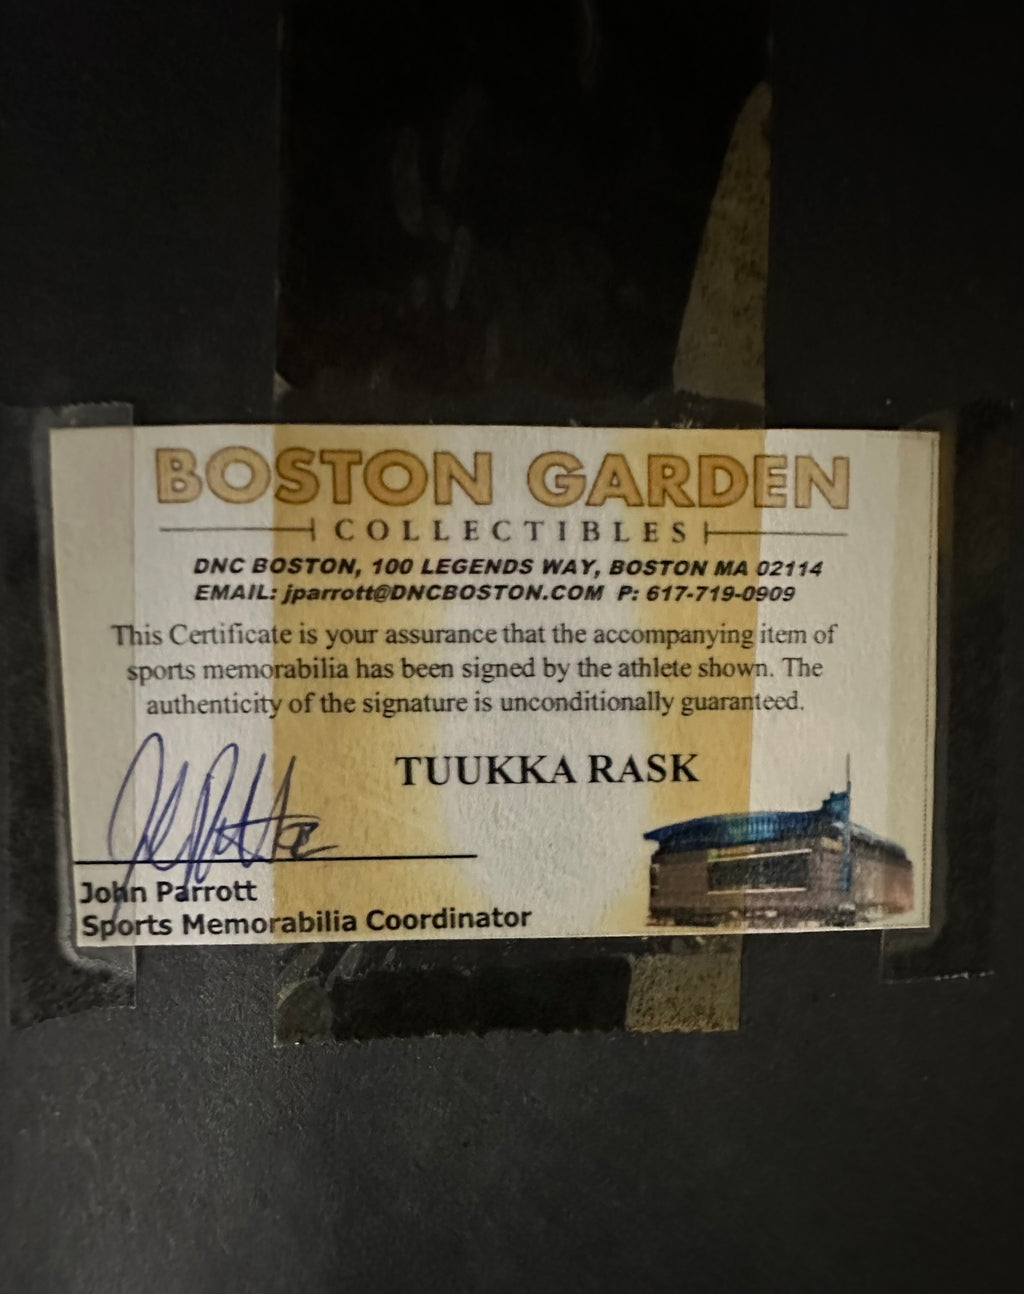 BOSTON GARDEN
COLLECTIBLES
DNC BOSTON, 100 LEGENDS WAY, BOSTON MA 02114
EMAIL: jparrott@DNCBOSTON.COM P: 617-719-0909
This Certificate is your assurance that the accompanying item of
sports memorabilia has been signed by the athlete shown. The
authenticity of the signature is unconditionally guaranteed.
TUUKKA RASK
John Parrott
Sports Memorabilia Coordinator